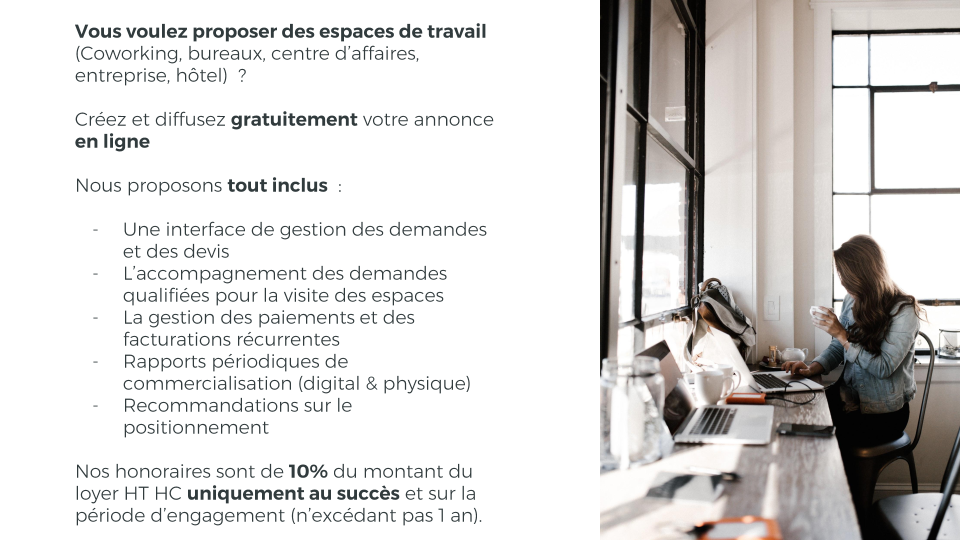 Vous voulez proposer des espaces de travail
(Coworking, bureaux, centre d’affaires,
entreprise, hôtel)  ?
Créez et diffusez gratuitement votre annonce
en ligne
Nous proposons tout inclus  :
- Une interface de gestion des demandes
et des devis
- L’accompagnement des demandes
qualifiées pour la visite des espaces
- La gestion des paiements et des
facturations récurrentes
- Rapports périodiques de
commercialisation (digital & physique)
- Recommandations sur le
positionnement
Nos honoraires sont de 10% du montant du
loyer HT HC uniquement au succès et sur la
période d’engagement (n’excédant pas 1 an).